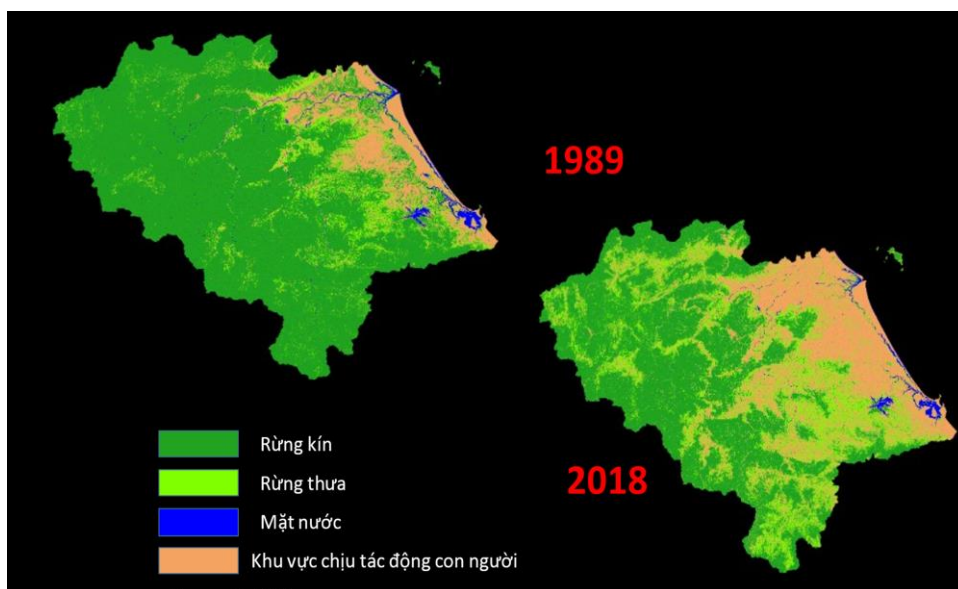 1989
2018
Rừng kín
Rừng thưa
Mặt nước
Khu vực chịu tác động con người